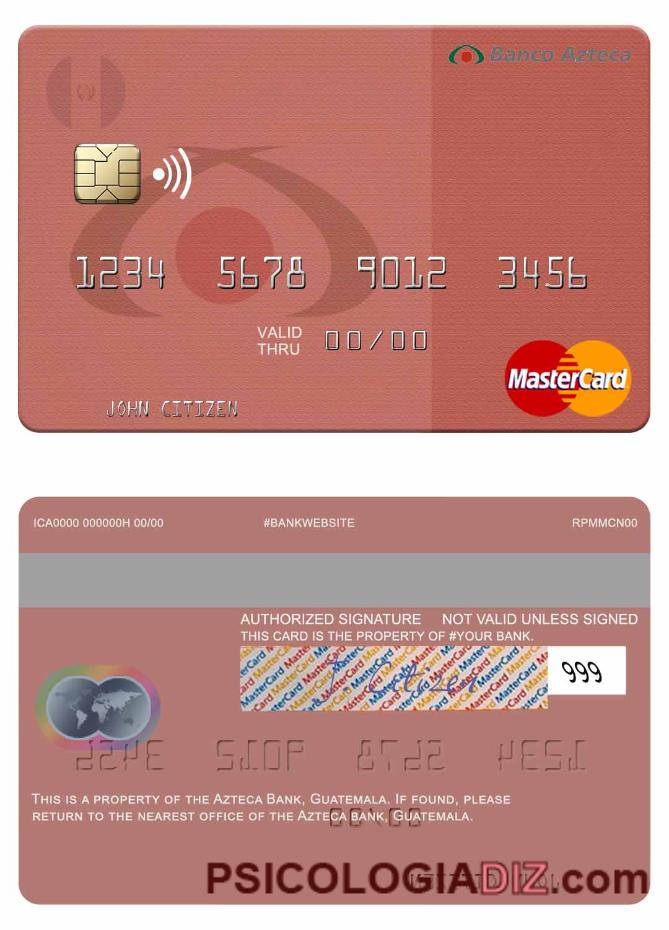 Banco Azteca
1234 5678 9012 3456
VALID
THRU 00/00
JOHN CITIZEN
MasterCard
ICA0000 000000H 00/00 #BANKWEBSITE RPMMCN00
AUTHORIZED SIGNATURE NOT VALID UNLESS SIGNED
THIS CARD IS THE PROPERTY OF #YOUR BANK.
J. Citizen 999
THIS IS A PROPERTY OF THE AZTECA BANK, GUATEMALA. IF FOUND, PLEASE
RETURN TO THE NEAREST OFFICE OF THE AZTECA BANK, GUATEMALA.
PSICOLOGIADIZ.com